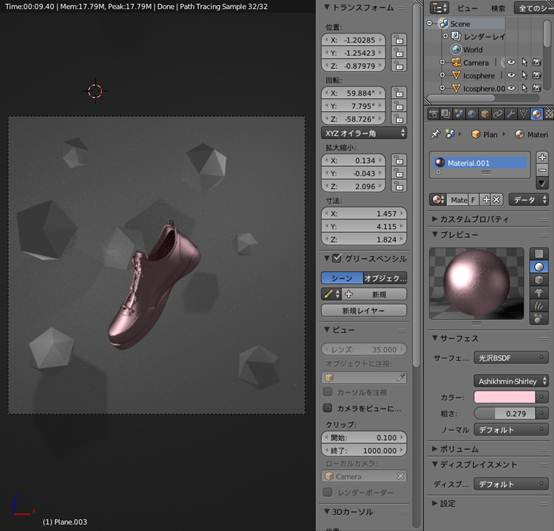 Time:00:09.40 | Mem:17.79M, Peak:17.79M | Done | Path Tracing Sample 32/32
(1) Plane.003
トランスフォーム
位置:
X: -1.20285
Y: -1.25423
Z: -0.87979
回転:
X: 59.884°
Y: 7.795°
Z: -58.726°
XYZ オイラー角
拡大縮小:
X: 0.134
Y: -0.043
Z: 2.096
寸法:
X: 1.457
Y: 4.115
Z: 1.824
グリースペンシル
シーン オブジェク...
新規
新規レイヤー
ビュー
レンズ: 35.000
オブジェクトに注視:
カーソルを注視
カメラをビューに...
クリップ:
開始: 0.100
終了: 1000.000
ローカルカメラ:
Camera
レンダーボーダー
3Dカーソル
ビュー 検索 全てのシー
Scene
レンダーレイ
World
Camera
Icosphere
Icosphere.00
Plan Materi
Material.001
Mate F データ
カスタムプロパティ
プレビュー
サーフェス
サーフェ... 光沢BSDF
Ashikhmin-Shirley
カラー:
粗さ: 0.279
ノーマル デフォルト
ボリューム
ディスプレイスメント
ディスプ... デフォルト
設定